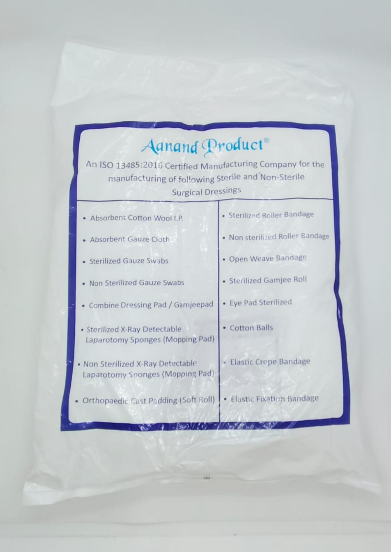 Aanand Product®
An ISO 13485:2016 Certified Manufacturing Company for the
manufacturing of following Sterile and Non-Sterile
Surgical Dressings
• Absorbent Cotton Wool I.P.
• Absorbent Gauze Cloth
• Sterilized Gauze Swabs
• Non Sterilized Gauze Swabs
• Combine Dressing Pad / Gamjeepad
• Sterilized X-Ray Detectable
Laparotomy Sponges (Mopping Pad)
• Non Sterilized X-Ray Detectable
Laparotomy Sponges (Mopping Pad)
• Orthopaedic Cast Padding (Soft Roll)
• Sterilized Roller Bandage
• Non sterilized Roller Bandage
• Open Weave Bandage
• Sterilized Gamjee Roll
• Eye Pad Sterilized
• Cotton Balls
• Elastic Crepe Bandage
• Elastic Fixation Bandage